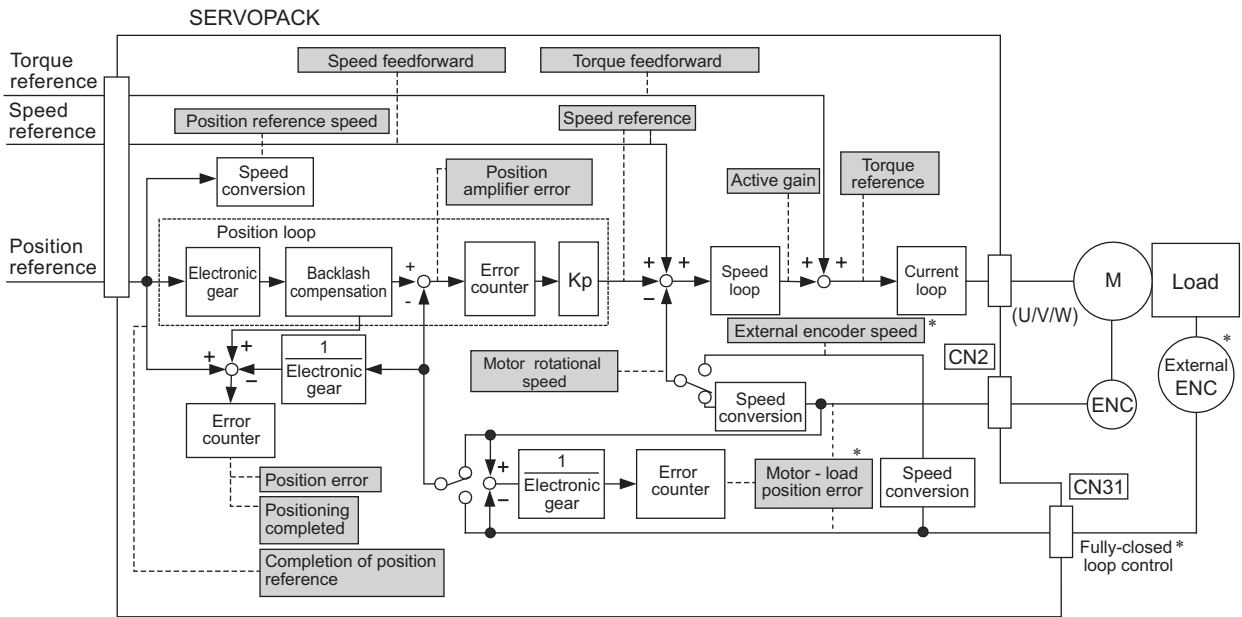 SERVOPACK
Torque
reference
Speed
reference
Position
reference
Speed feedforward
Torque feedforward
Position reference speed
Speed reference
Speed
conversion
Position
amplifier error
Active gain
Torque
reference
Position loop
Electronic
gear
Backlash
compensation
+
-
Error
counter
Kp
+
+
−
Speed
loop
+
+
Current
loop
(U/V/W)
M
Load
External encoder speed *
CN2
*
External
ENC
+
+
−
1
Electronic
gear
Motor rotational
speed
Speed
conversion
ENC
Error
counter
+
−
1
Electronic
gear
Error
counter
*
Motor - load
position error
Speed
conversion
CN31
Position error
Positioning
completed
Completion of position
reference
Fully-closed *
loop control